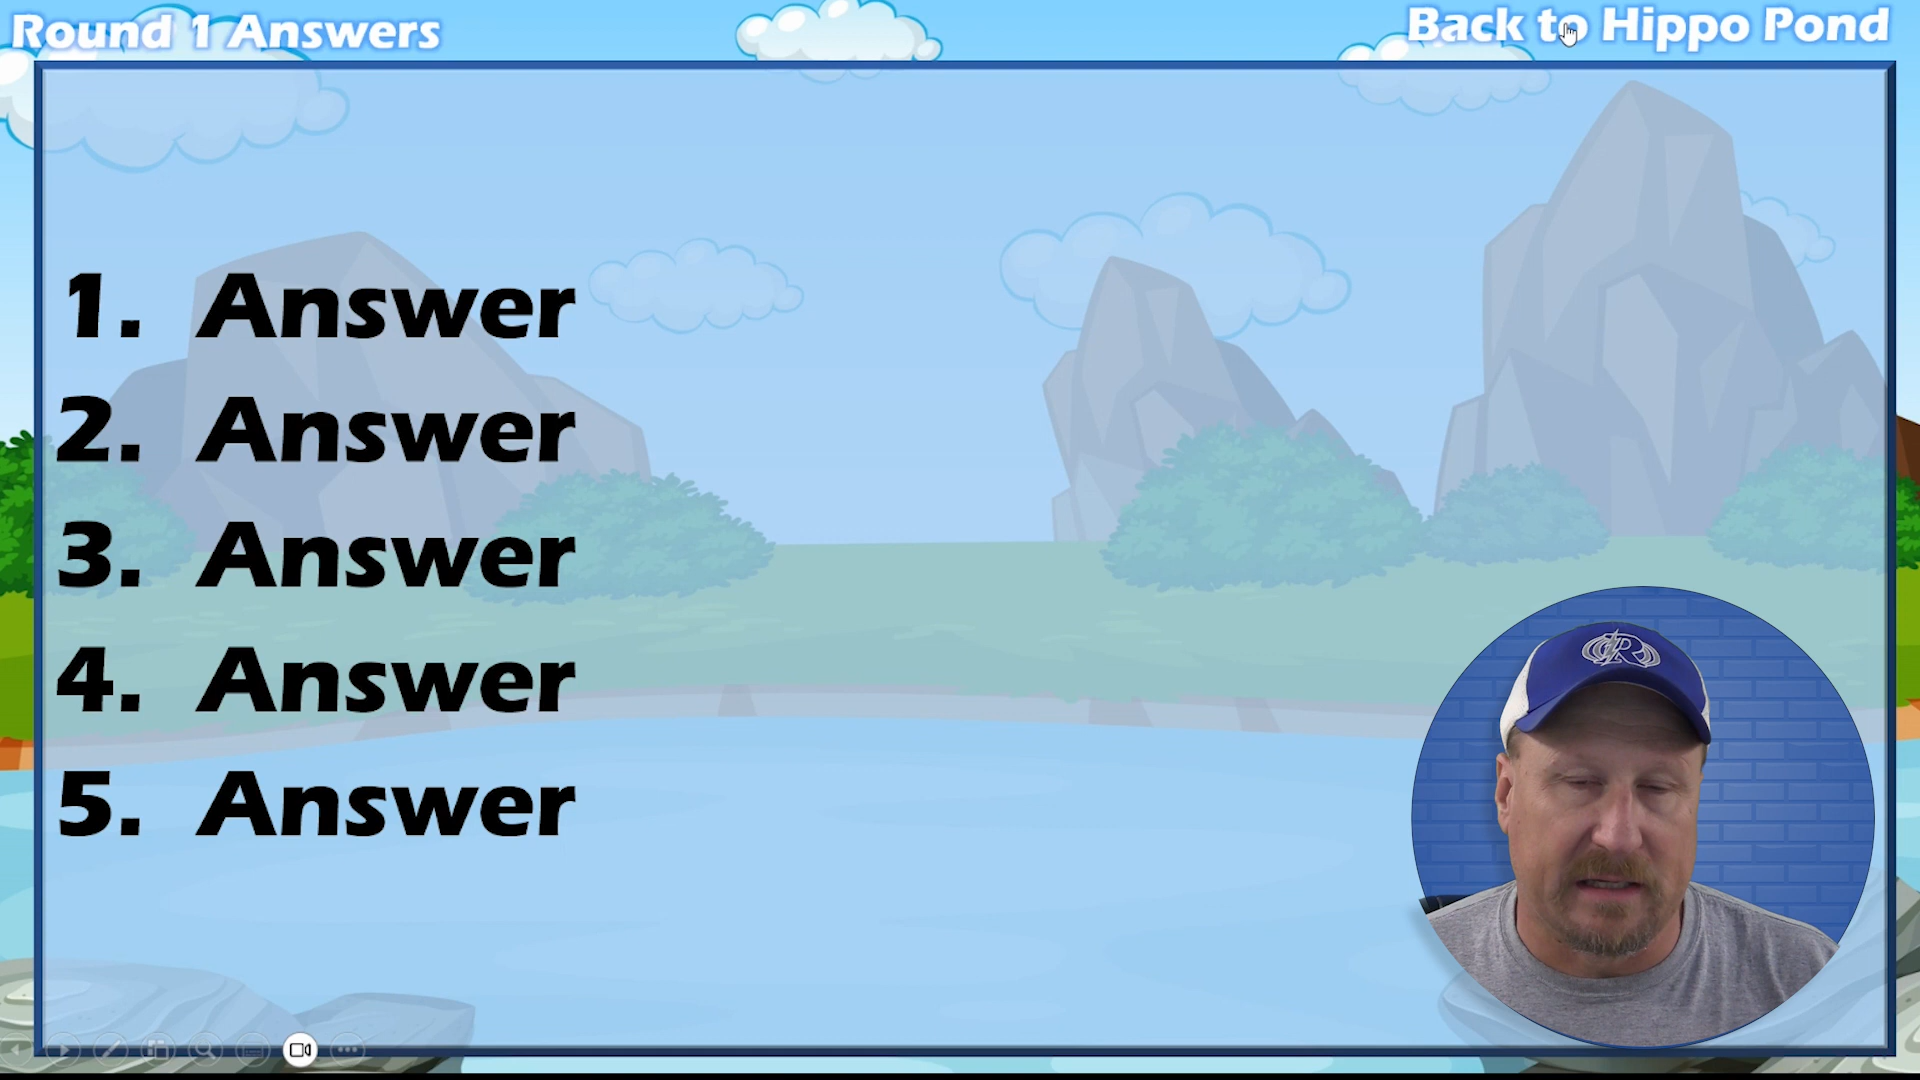 Round 1 Answers
Back to Hippo Pond
1. Answer
2. Answer
3. Answer
4. Answer
5. Answer
R